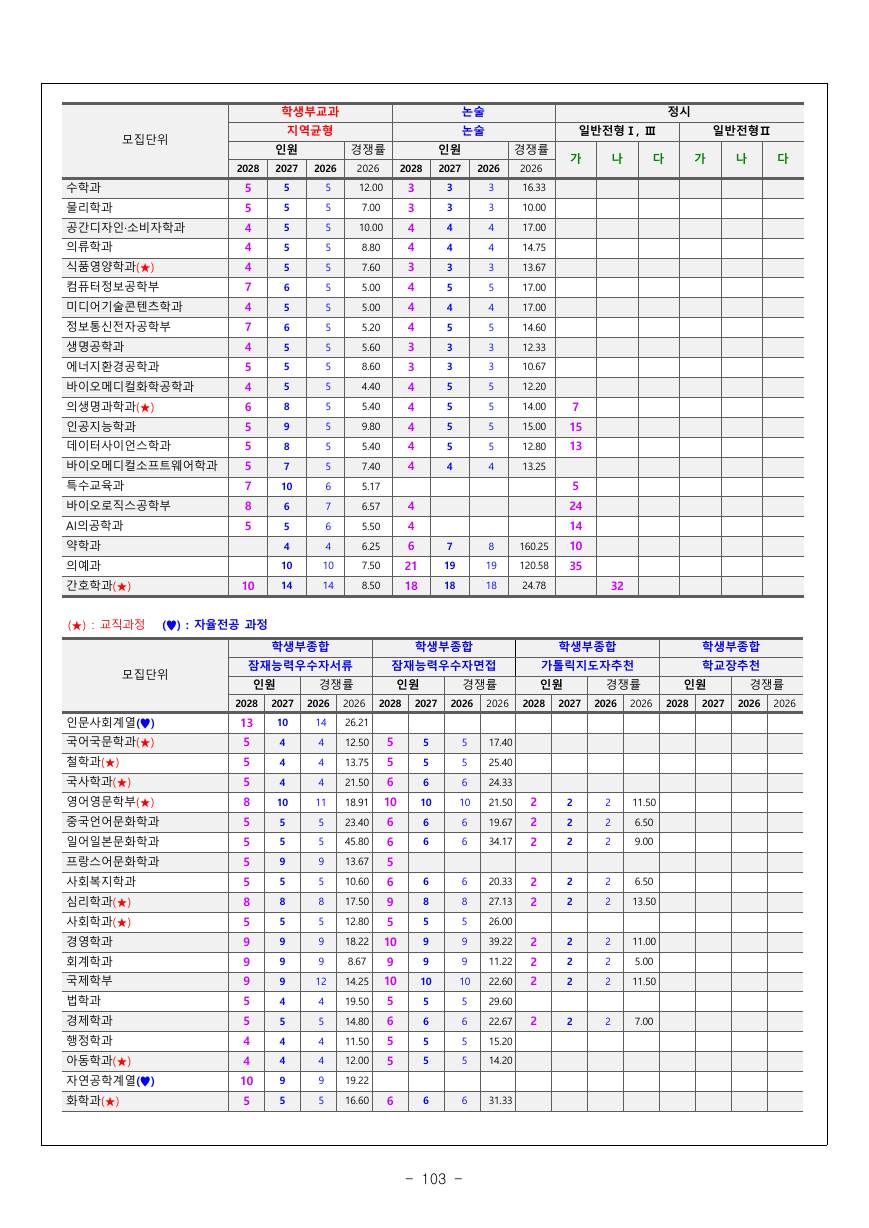 모집단위 학생부교과 논술 정시
지역균형 논술 일반전형 Ⅰ, Ⅲ 일반전형Ⅱ
인원 경쟁률 인원 경쟁률 가 나 다 가 나 다
2028 2027 2026 2026 2028 2027 2026 2026
수학과 5 5 5 12.00 3 3 3 16.33
물리학과 5 5 5 7.00 3 3 3 10.00
공간디자인·소비자학과 4 5 5 10.00 4 4 4 17.00
의류학과 4 5 5 8.80 4 4 4 14.75
식품영양학과(★) 4 5 5 7.60 3 3 3 13.67
컴퓨터정보공학부 7 6 5 5.00 4 5 5 17.00
미디어기술콘텐츠학과 4 5 5 5.00 4 4 4 17.00
정보통신전자공학부 7 6 5 5.20 4 5 5 14.60
생명공학과 4 5 5 5.60 3 3 3 12.33
에너지환경공학과 5 5 5 8.60 3 3 3 10.67
바이오메디컬화학공학과 4 5 5 4.40 4 5 5 12.20
의생명과학과(★) 6 8 5 5.40 4 5 5 14.00 7
인공지능학과 5 9 5 9.80 4 5 5 15.00 15
데이터사이언스학과 5 8 5 5.40 4 5 5 12.80 13
바이오메디컬소프트웨어학과 5 7 5 7.40 4 4 4 13.25
특수교육과 7 10 6 5.17 5
바이오로직스공학부 8 6 7 6.57 4 24
AI의공학과 5 5 6 5.50 4 14
약학과 4 4 6.25 6 7 8 160.25 10
의예과 10 10 7.50 21 19 19 120.58 35
간호학과(★) 10 14 14 8.50 18 18 18 24.78 32
(★) : 교직과정 (♥) : 자율전공 과정
모집단위 학생부종합 학생부종합 학생부종합 학생부종합
잠재능력우수자서류 잠재능력우수자면접 가톨릭지도자추천 학교장추천
인원 경쟁률 인원 경쟁률 인원 경쟁률 인원 경쟁률
2028 2027 2026 2026 2028 2027 2026 2026 2028 2027 2026 2026 2028 2027 2026 2026
인문사회계열(♥) 13 10 14 26.21
국어국문학과(★) 5 4 4 12.50 5 5 5 17.40
철학과(★) 5 4 4 13.75 5 5 5 25.40
국사학과(★) 5 4 4 21.50 6 6 6 24.33
영어영문학부(★) 8 10 11 18.91 10 10 10 21.50 2 2 2 11.50
중국언어문화학과 5 5 5 23.40 6 6 6 19.67 2 2 2 6.50
일어일본문화학과 5 5 5 45.80 6 6 6 34.17 2 2 2 9.00
프랑스어문화학과 5 9 9 13.67 5
사회복지학과 5 5 5 10.60 6 6 6 20.33 2 2 2 6.50
심리학과(★) 8 8 8 17.50 9 8 8 27.13 2 2 2 13.50
사회학과(★) 5 5 5 12.80 5 5 5 26.00
경영학과 9 9 9 18.22 10 9 9 39.22 2 2 2 11.00
회계학과 9 9 9 8.67 9 9 9 11.22 2 2 2 5.00
국제학부 9 9 12 14.25 10 10 10 22.60 2 2 2 11.50
법학과 5 4 4 19.50 5 5 5 29.60
경제학과 5 5 5 14.80 6 6 6 22.67 2 2 2 7.00
행정학과 4 4 4 11.50 5 5 5 15.20
아동학과(★) 4 4 4 12.00 5 5 5 14.20
자연공학계열(♥) 10 9 9 19.22
화학과(★) 5 5 5 16.60 6 6 6 31.33
- 103 -